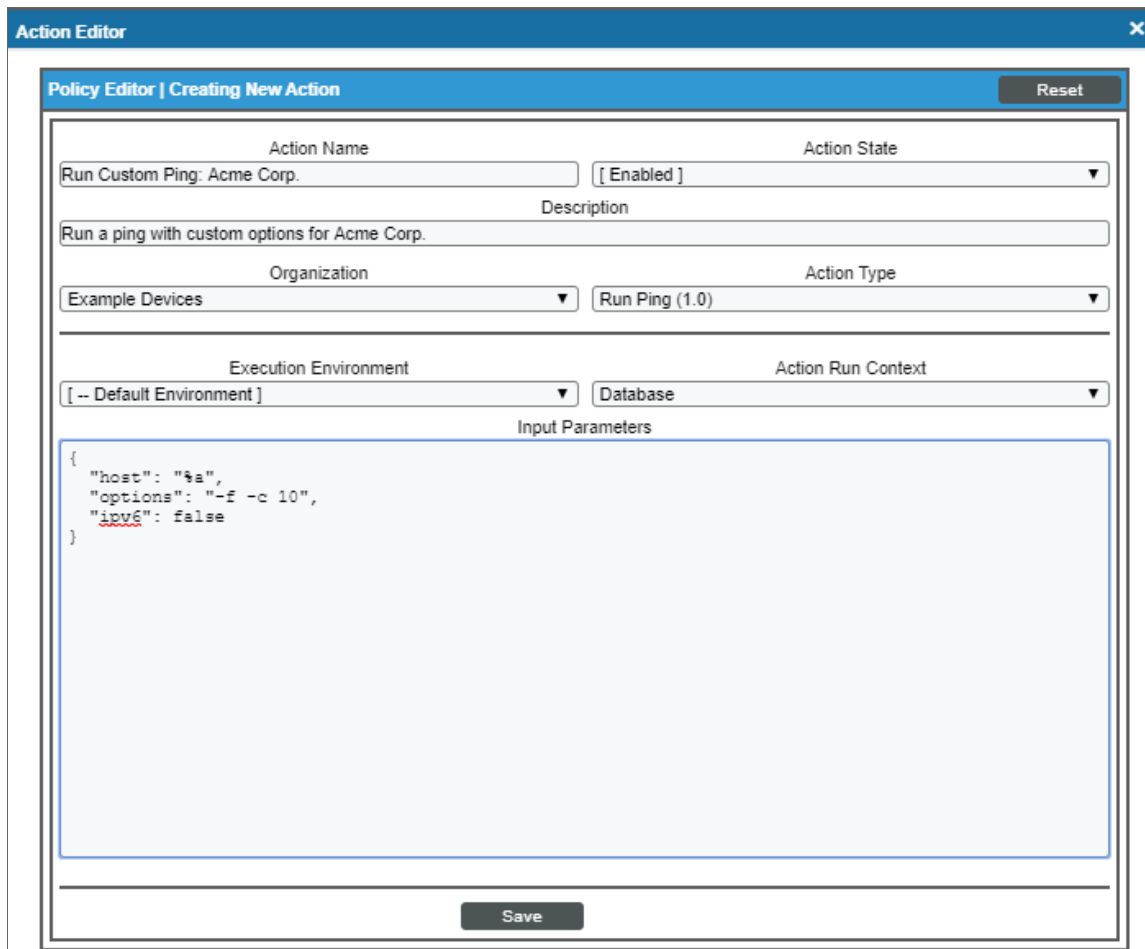 Action Editor
Policy Editor | Creating New Action
Reset
Action Name
Action State
Run Custom Ping: Acme Corp.
[ Enabled ]
Description
Run a ping with custom options for Acme Corp.
Organization
Action Type
Example Devices
Run Ping (1.0)
Execution Environment
Action Run Context
[ -- Default Environment ]
Database
Input Parameters
{
  "host": "%a",
  "options": "-f -c 10",
  "ipv6": false
}
Save